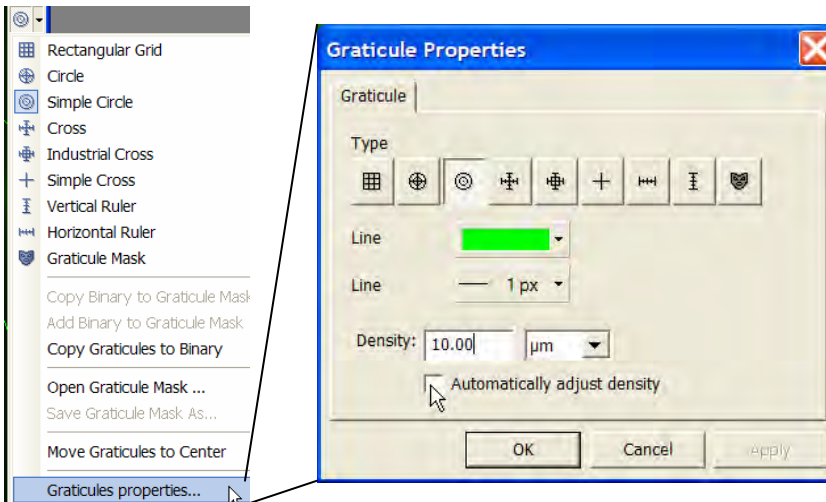 Rectangular Grid
Circle
Simple Circle
Cross
Industrial Cross
Simple Cross
Vertical Ruler
Horizontal Ruler
Graticule Mask
Copy Binary to Graticule Mask
Add Binary to Graticule Mask
Copy Graticules to Binary
Open Graticule Mask ...
Save Graticule Mask As...
Move Graticules to Center
Graticules properties...
Graticule Properties
Graticule
Type
Line
Line 1 px
Density: 10.00 µm
Automatically adjust density
OK Cancel Apply